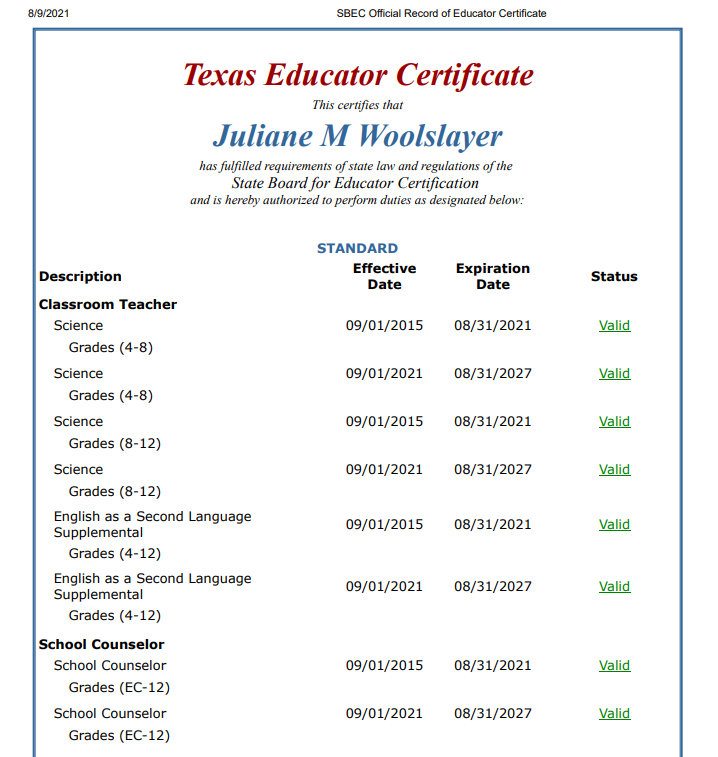 8/9/2021 SBEC Official Record of Educator Certificate
Texas Educator Certificate
This certifies that
Juliane M Woolslayer
has fulfilled requirements of state law and regulations of the
State Board for Educator Certification
and is hereby authorized to perform duties as designated below:
STANDARD
Description Effective Date Expiration Date Status
Classroom Teacher
Science 09/01/2015 08/31/2021 Valid
Grades (4-8)
Science 09/01/2021 08/31/2027 Valid
Grades (4-8)
Science 09/01/2015 08/31/2021 Valid
Grades (8-12)
Science 09/01/2021 08/31/2027 Valid
Grades (8-12)
English as a Second Language
Supplemental 09/01/2015 08/31/2021 Valid
Grades (4-12)
English as a Second Language
Supplemental 09/01/2021 08/31/2027 Valid
Grades (4-12)
School Counselor
School Counselor 09/01/2015 08/31/2021 Valid
Grades (EC-12)
School Counselor 09/01/2021 08/31/2027 Valid
Grades (EC-12)